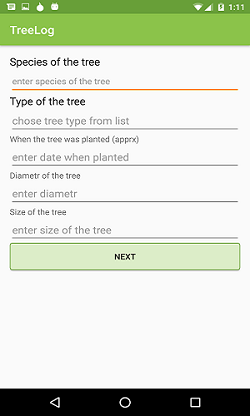 1:11
TreeLog
Species of the tree
enter species of the tree
Type of the tree
chose tree type from list
When the tree was planted (apprx)
enter date when planted
Diametr of the tree
enter diametr
Size of the tree
enter size of the tree
NEXT